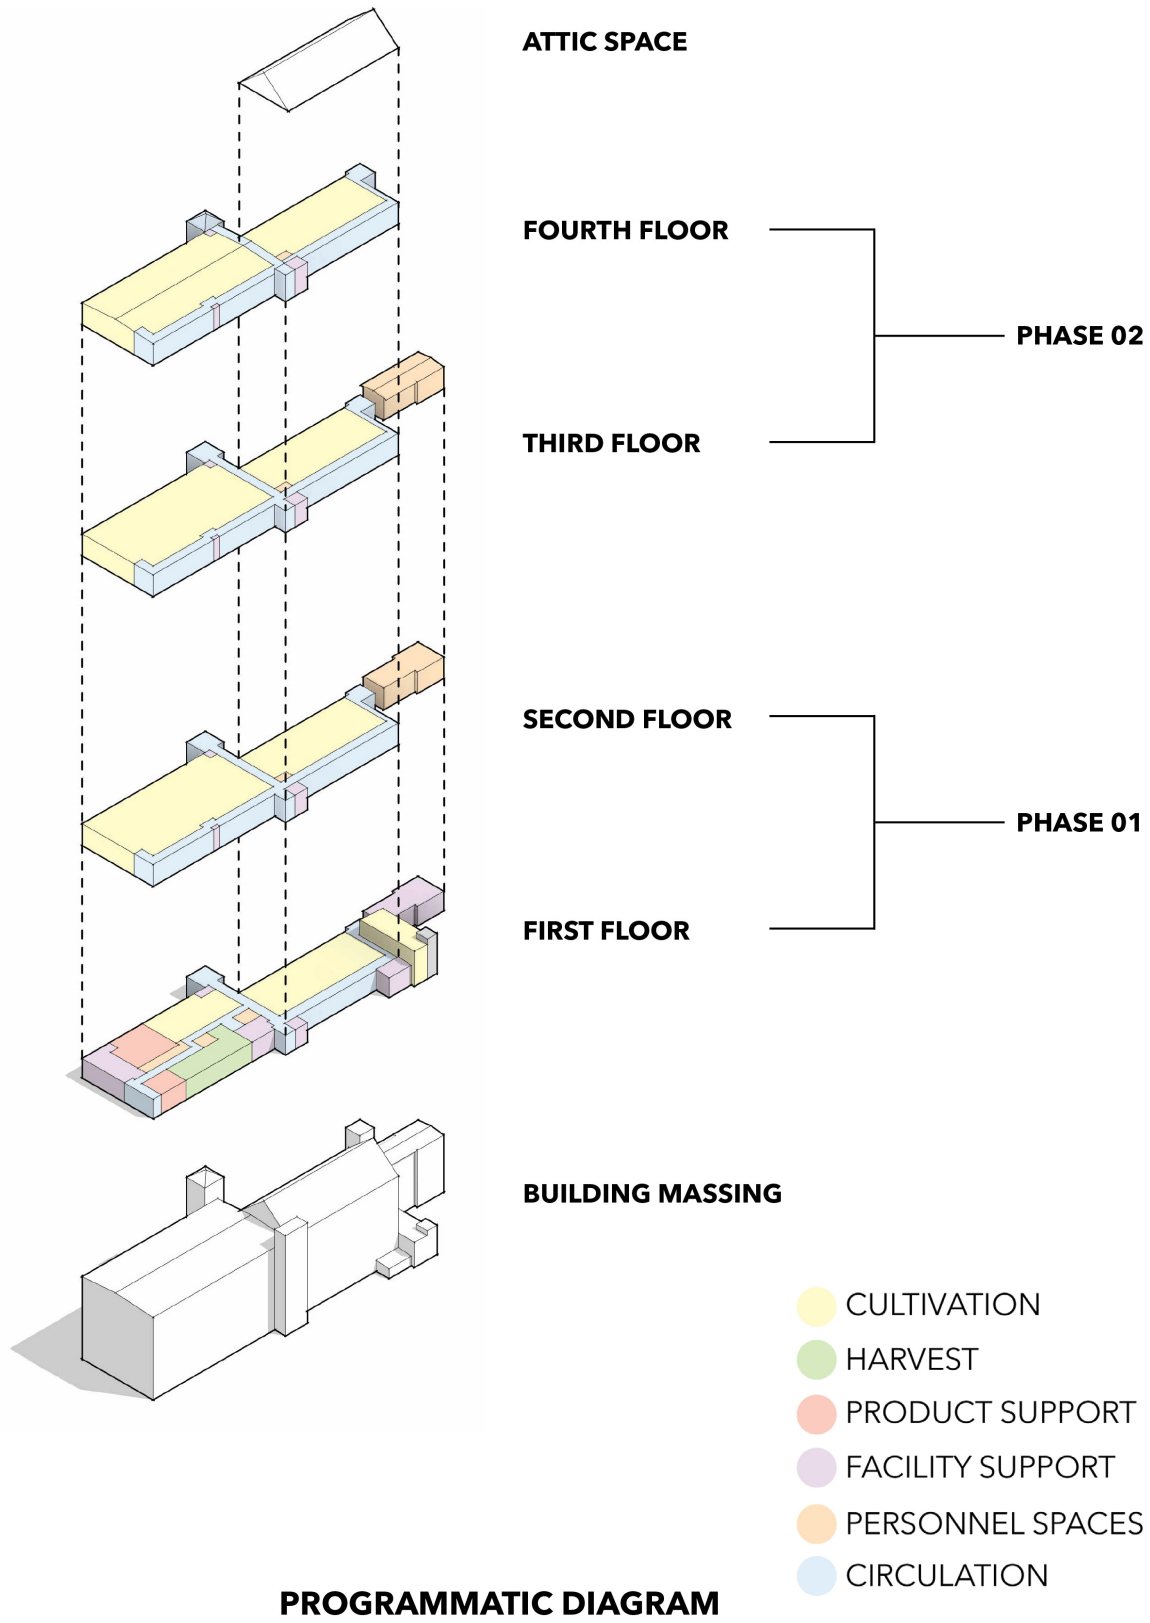 ATTIC SPACE
FOURTH FLOOR
PHASE 02
THIRD FLOOR
SECOND FLOOR
PHASE 01
FIRST FLOOR
BUILDING MASSING
CULTIVATION
HARVEST
PRODUCT SUPPORT
FACILITY SUPPORT
PERSONNEL SPACES
CIRCULATION
PROGRAMMATIC DIAGRAM